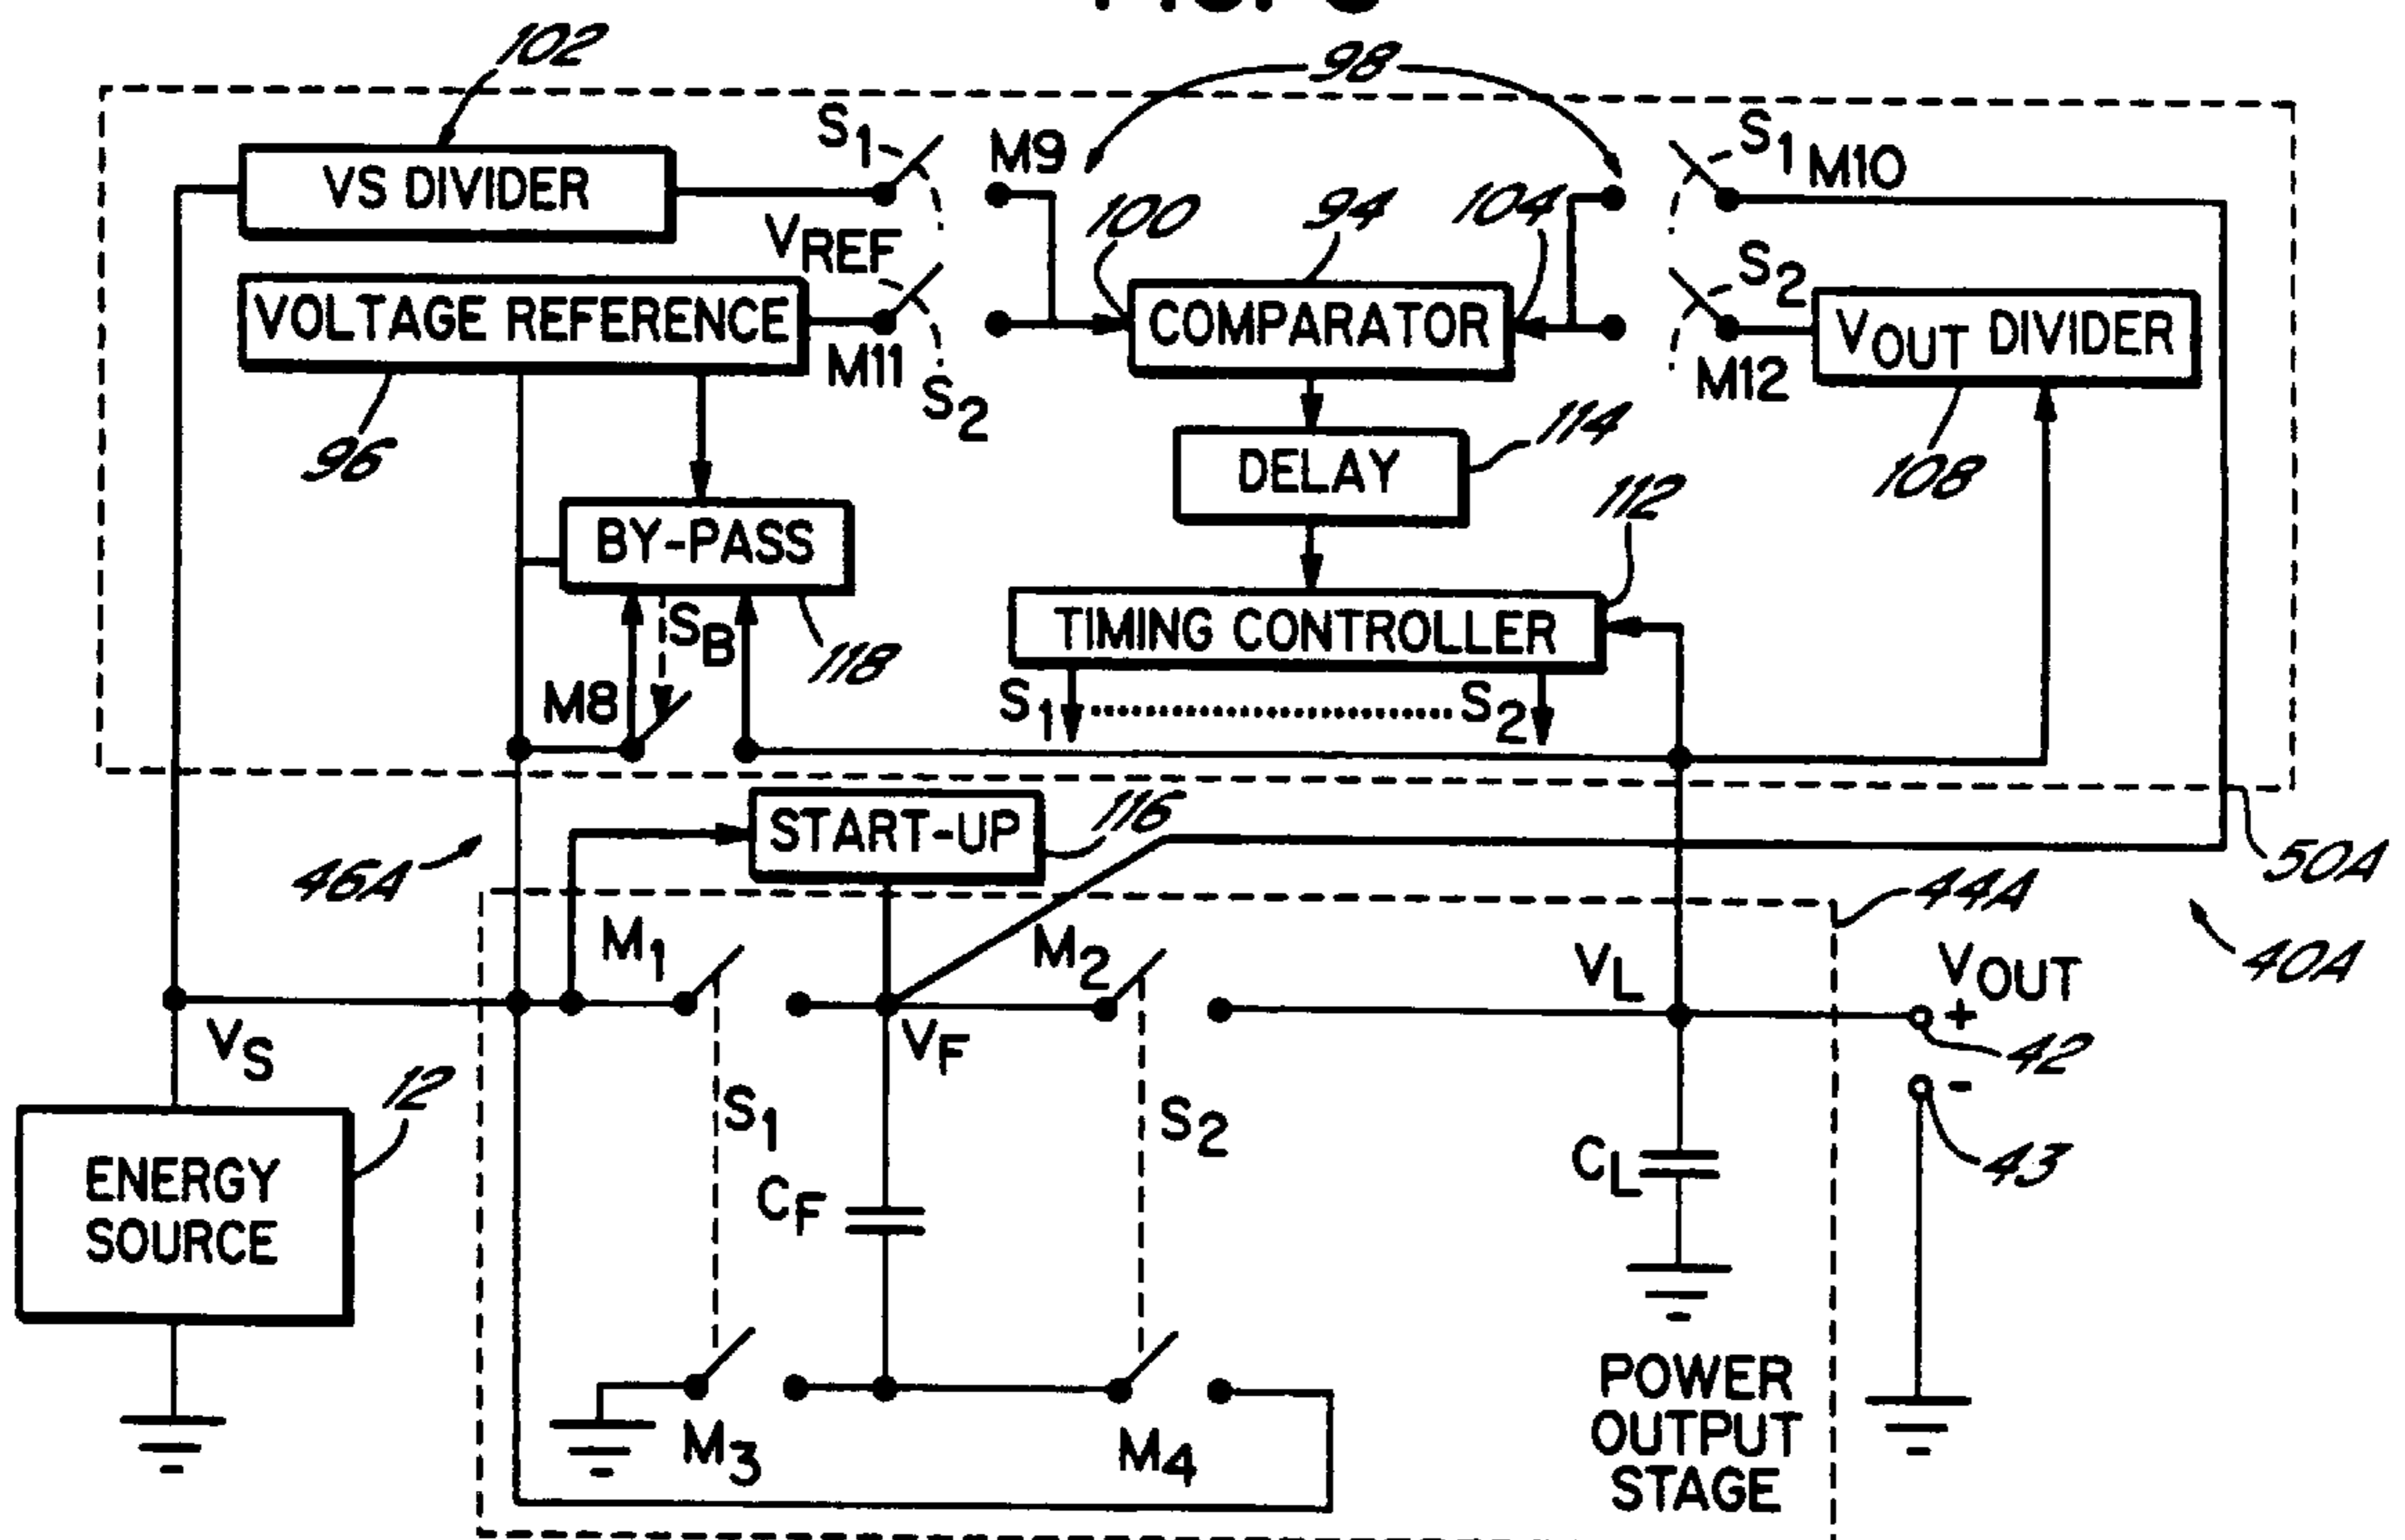 102
98
S1
M9
S1 M10
VS DIVIDER
100
94
104
VREF
S2
VOLTAGE REFERENCE
COMPARATOR
VOUT DIVIDER
M11
S2
M12
96
114
DELAY
108
112
BY-PASS
TIMING CONTROLLER
SB
118
M8
S1
S2
START-UP
116
46A
50A
44A
M1
M2
VL
VOUT
40A
+
VS
VF
42
12
-
S1
S2
43
ENERGY
SOURCE
CF
CL
M3
M4
POWER
OUTPUT
STAGE